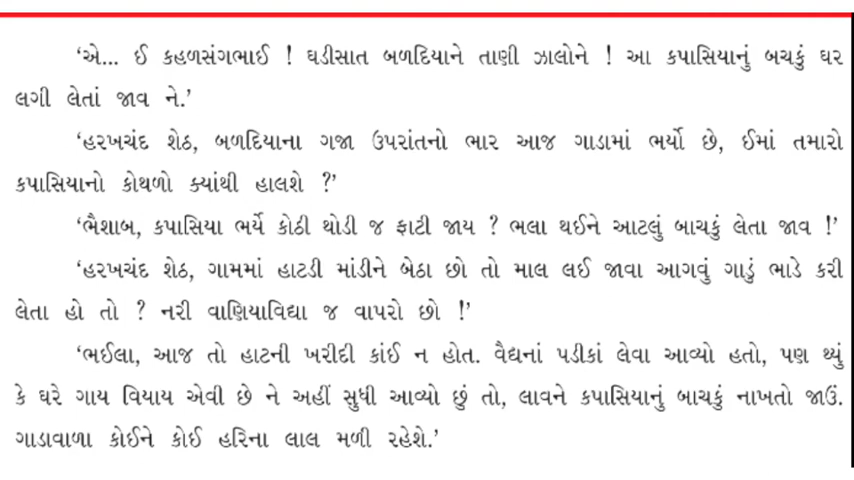 ‘એ... ઈ કહળસંગભાઈ ! ઘડીસાત બળદિયાને તાણી ઝાલોને ! આ કપાસિયાનું બચકું ઘર
લગી લેતાં જાવ ને.’
‘હરખચંદ શેઠ, બળદિયાના ગજા ઉપરાંતનો ભાર આજ ગાડામાં ભર્યો છે, ઈમાં તમારો
કપાસિયાનો કોથળો ક્યાંથી હાલશે ?’
‘ભૈશાબ, કપાસિયા ભર્યે કોઠી થોડી જ ફાટી જાય ? ભલા થઈને આટલું બાચકું લેતા જાવ !’
‘હરખચંદ શેઠ, ગામમાં હાટડી માંડીને બેઠા છો તો માલ લઈ જાવા આગવું ગાડું ભાડે કરી
લેતા હો તો ? નરી વાણિયાવિદ્યા જ વાપરો છો !’
‘ભઈલા, આજ તો હાટની ખરીદી કાંઈ ન હોત. વૈદ્યનાં પડીકાં લેવા આવ્યો હતો, પણ થ્યું
કે ઘરે ગાય વિયાય એવી છે ને અહીં સુધી આવ્યો છું તો, લાવને કપાસિયાનું બાચકું નાખતો જાઉં.
ગાડાવાળા કોઈને કોઈ હરિના લાલ મળી રહેશે.’